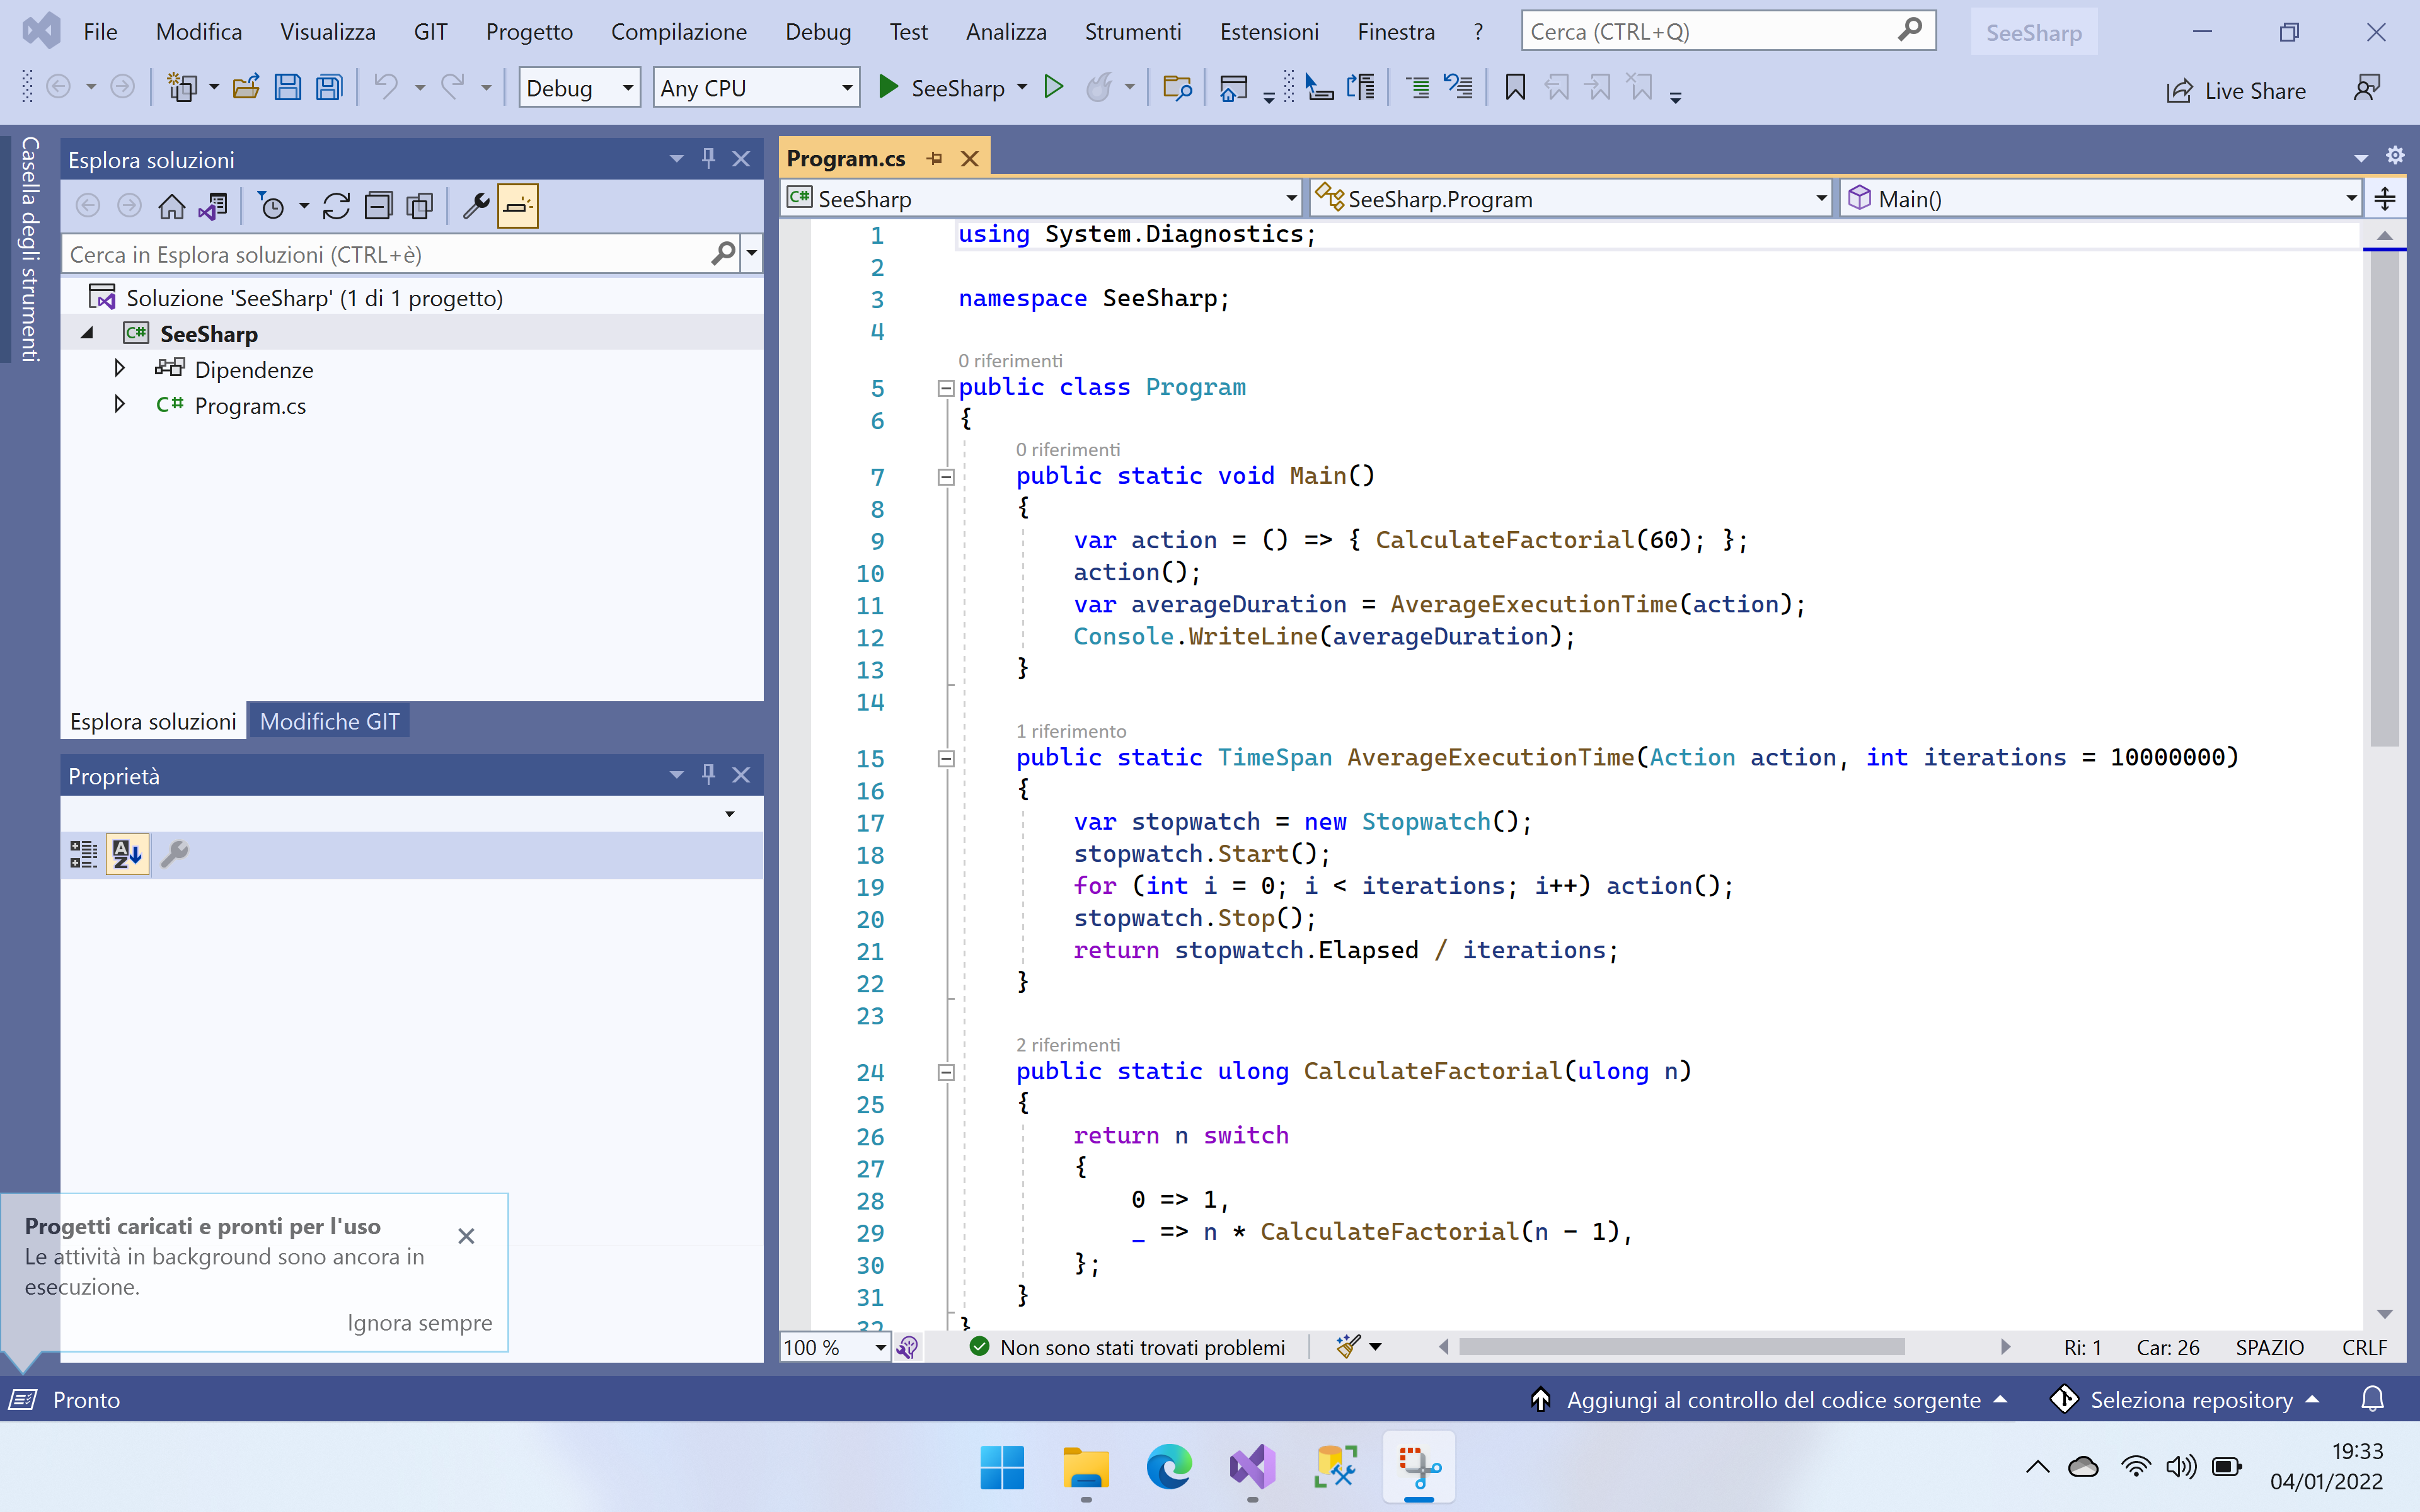 File Modifica Visualizza GIT Progetto Compilazione Debug Test Analizza Strumenti Estensioni Finestra ? Cerca (CTRL+Q) SeeSharp
Debug Any CPU SeeSharp Live Share
Casella degli strumenti
Esplora soluzioni
Cerca in Esplora soluzioni (CTRL+è)
Soluzione 'SeeSharp' (1 di 1 progetto)
C# SeeSharp
Dipendenze
C# Program.cs
Esplora soluzioni Modifiche GIT
Proprietà
Progetti caricati e pronti per l'uso
Le attività in background sono ancora in
esecuzione.
Ignora sempre
Program.cs
C# SeeSharp SeeSharp.Program Main()
1 using System.Diagnostics;
2
3 namespace SeeSharp;
4
0 riferimenti
5 public class Program
6 {
0 riferimenti
7 public static void Main()
8 {
9 var action = () => { CalculateFactorial(60); };
10 action();
11 var averageDuration = AverageExecutionTime(action);
12 Console.WriteLine(averageDuration);
13 }
14
1 riferimento
15 public static TimeSpan AverageExecutionTime(Action action, int iterations = 10000000)
16 {
17 var stopwatch = new Stopwatch();
18 stopwatch.Start();
19 for (int i = 0; i < iterations; i++) action();
20 stopwatch.Stop();
21 return stopwatch.Elapsed / iterations;
22 }
23
2 riferimenti
24 public static ulong CalculateFactorial(ulong n)
25 {
26 return n switch
27 {
28 0 => 1,
29 _ => n * CalculateFactorial(n - 1),
30 };
31 }
32 }
100 % Non sono stati trovati problemi Ri: 1 Car: 26 SPAZIO CRLF
Pronto Aggiungi al controllo del codice sorgente Seleziona repository
19:33
04/01/2022